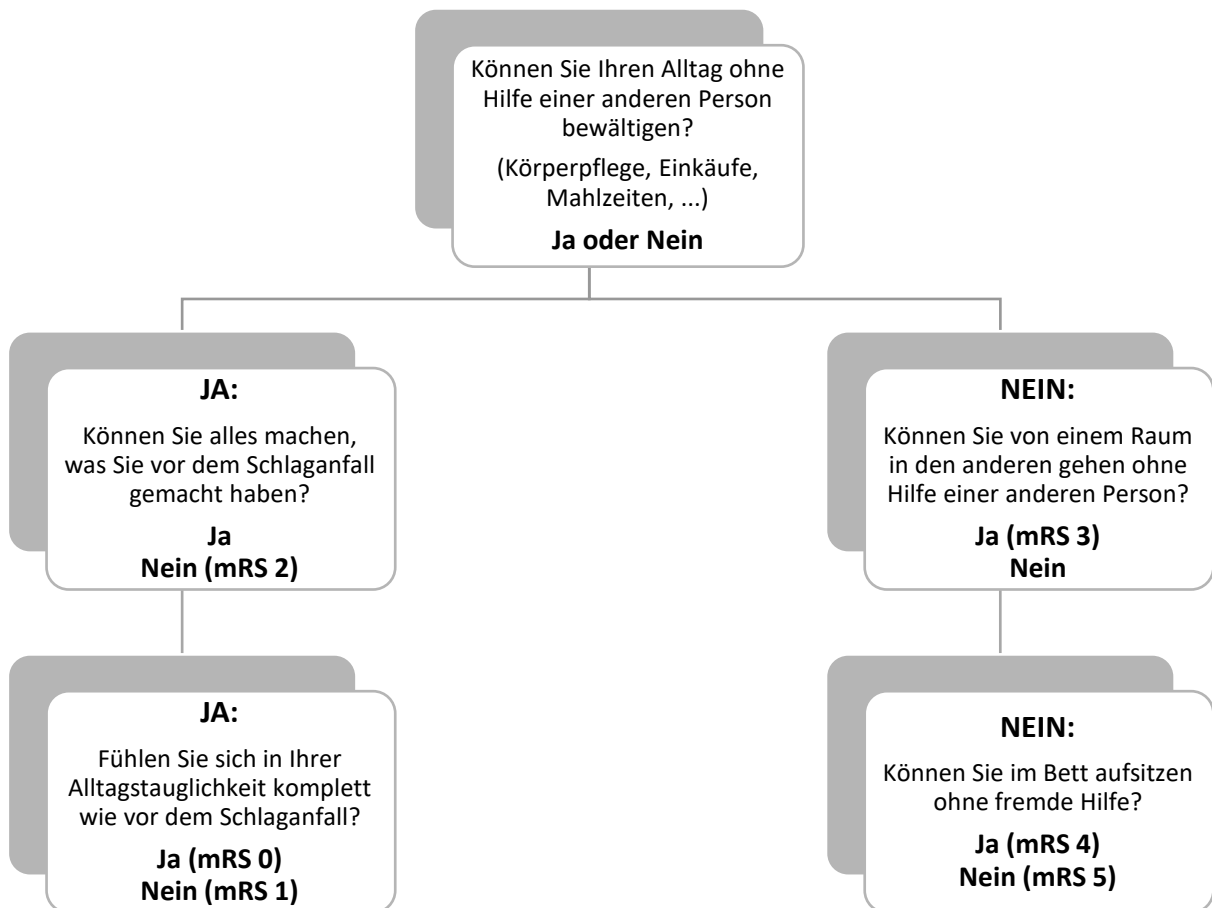 Können Sie Ihren Alltag ohne
Hilfe einer anderen Person
bewältigen?
(Körperpflege, Einkäufe,
Mahlzeiten, ...)
Ja oder Nein
JA:
Können Sie alles machen,
was Sie vor dem Schlaganfall
gemacht haben?
Ja
Nein (mRS 2)
NEIN:
Können Sie von einem Raum
in den anderen gehen ohne
Hilfe einer anderen Person?
Ja (mRS 3)
Nein
JA:
Fühlen Sie sich in Ihrer
Alltagstauglichkeit komplett
wie vor dem Schlaganfall?
Ja (mRS 0)
Nein (mRS 1)
NEIN:
Können Sie im Bett aufsitzen
ohne fremde Hilfe?
Ja (mRS 4)
Nein (mRS 5)